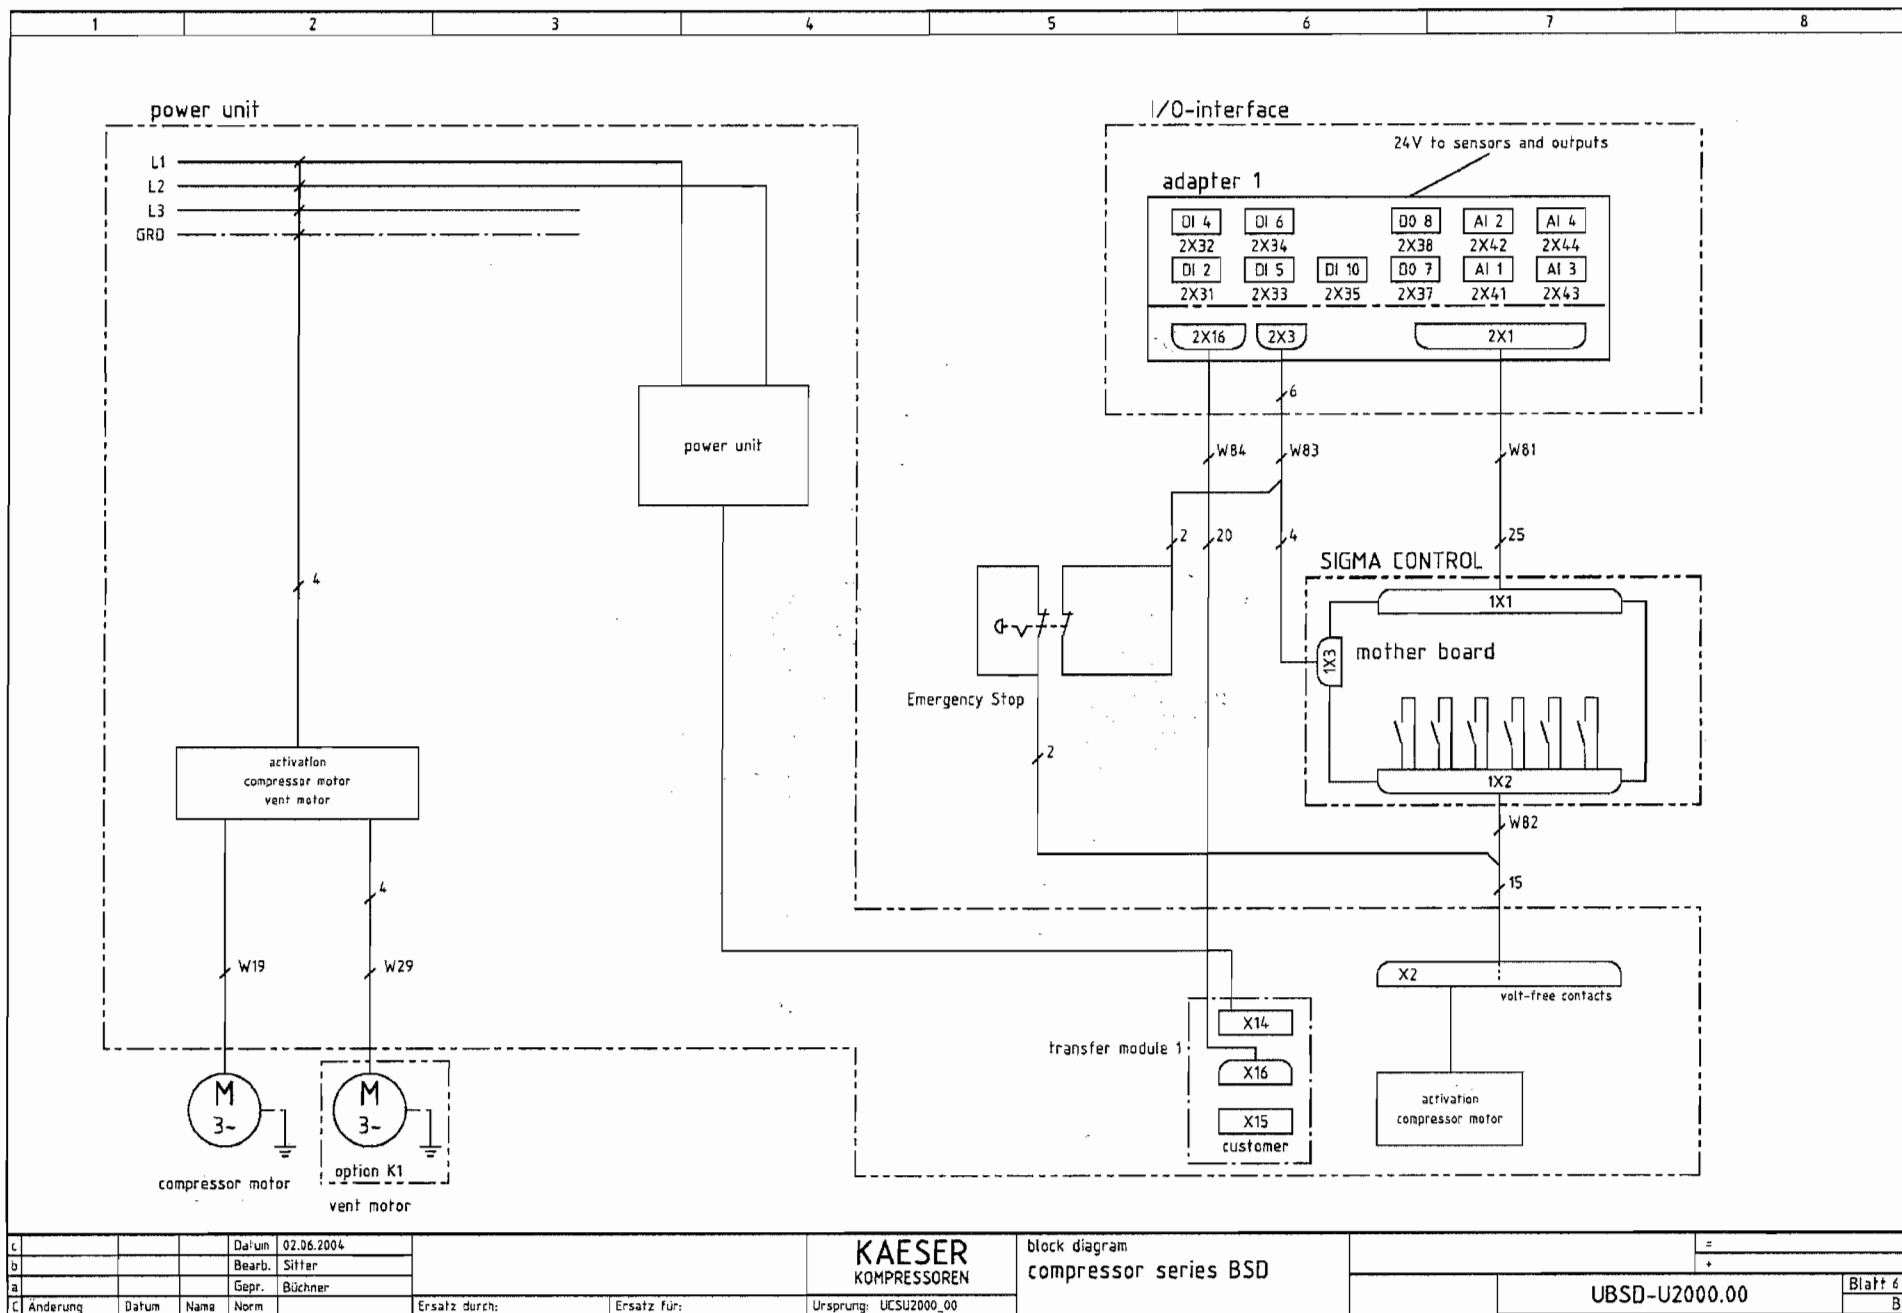 1 2 3 4 5 6 7 8
power unit
L1
L2
L3
GRD
power unit
4
activation
compressor motor
vent motor
4
W19
W29
M
3~
M
3~
option K1
compressor motor
vent motor
I/O-interface
24V to sensors and outputs
adapter 1
DI 4 DI 6 DO 8 AI 2 AI 4
2X32 2X34 2X38 2X42 2X44
DI 2 DI 5 DI 10 DO 7 AI 1 AI 3
2X31 2X33 2X35 2X37 2X41 2X43
2X16 2X3 2X1
6
W84 W83 W81
2 20 4 25
SIGMA CONTROL
1X1
1X3
mother board
1X2
Emergency Stop
2
W82
15
X2
volt-free contacts
transfer module 1
X14
X16
X15
customer
activation
compressor motor
c Datum 02.06.2004
b Bearb. Sitter
a Gepr. Büchner
C Änderung Datum Name Norm
Ersatz durch: Ersatz für:
KAESER
KOMPRESSOREN
Ursprung: UCSU2000_00
block diagram
compressor series BSD
=
+
UBSD-U2000.00
Blatt 6
B